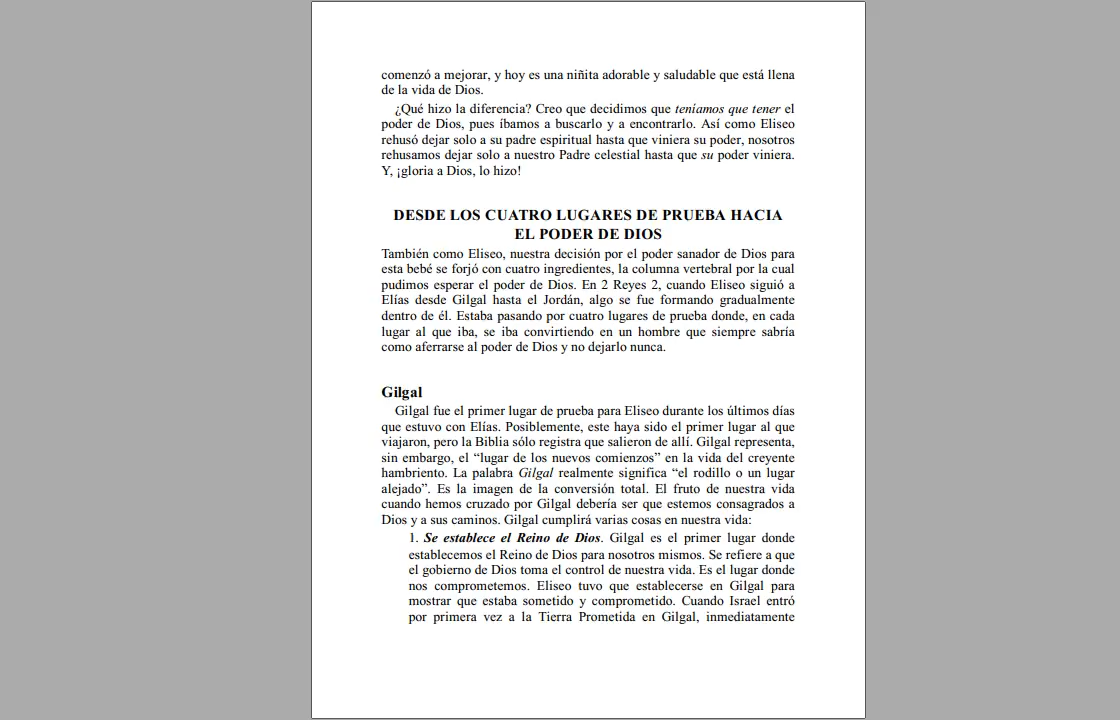 comenzó a mejorar, y hoy es una niñita adorable y saludable que está llena
de la vida de Dios.
¿Qué hizo la diferencia? Creo que decidimos que teníamos que tener el
poder de Dios, pues íbamos a buscarlo y a encontrarlo. Así como Eliseo
rehusó dejar solo a su padre espiritual hasta que viniera su poder, nosotros
rehusamos dejar solo a nuestro Padre celestial hasta que su poder viniera.
Y, ¡gloria a Dios, lo hizo!
DESDE LOS CUATRO LUGARES DE PRUEBA HACIA
EL PODER DE DIOS
También como Eliseo, nuestra decisión por el poder sanador de Dios para
esta bebé se forjó con cuatro ingredientes, la columna vertebral por la cual
pudimos esperar el poder de Dios. En 2 Reyes 2, cuando Eliseo siguió a
Elías desde Gilgal hasta el Jordán, algo se fue formando gradualmente
dentro de él. Estaba pasando por cuatro lugares de prueba donde, en cada
lugar al que iba, se iba convirtiendo en un hombre que siempre sabría
como aferrarse al poder de Dios y no dejarlo nunca.
Gilgal
Gilgal fue el primer lugar de prueba para Eliseo durante los últimos días
que estuvo con Elías. Posiblemente, este haya sido el primer lugar al que
viajaron, pero la Biblia sólo registra que salieron de allí. Gilgal representa,
sin embargo, el “lugar de los nuevos comienzos” en la vida del creyente
hambriento. La palabra Gilgal realmente significa “el rodillo o un lugar
alejado”. Es la imagen de la conversión total. El fruto de nuestra vida
cuando hemos cruzado por Gilgal debería ser que estemos consagrados a
Dios y a sus caminos. Gilgal cumplirá varias cosas en nuestra vida:
1. Se establece el Reino de Dios. Gilgal es el primer lugar donde
establecemos el Reino de Dios para nosotros mismos. Se refiere a que
el gobierno de Dios toma el control de nuestra vida. Es el lugar donde
nos comprometemos. Eliseo tuvo que establecerse en Gilgal para
mostrar que estaba sometido y comprometido. Cuando Israel entró
por primera vez a la Tierra Prometida en Gilgal, inmediatamente